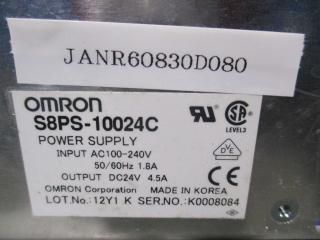 JANR60830D080
OMRON
S8PS-10024C
POWER SUPPLY
INPUT AC100-240V
50/60Hz 1.8A
OUTPUT DC24V 4.5A
OMRON Corporation MADE IN KOREA
LOT.No.: 12Y1 K SER.NO.: K0008084
LEVEL3